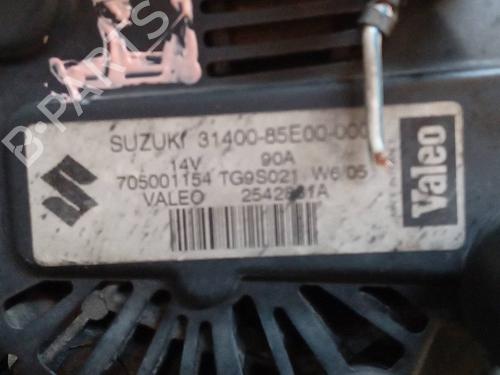 B-PARTS
SUZUKI 31400-85E00-000
14V 90A
705001154 TG9S021 W6/05
VALEO
Valeo